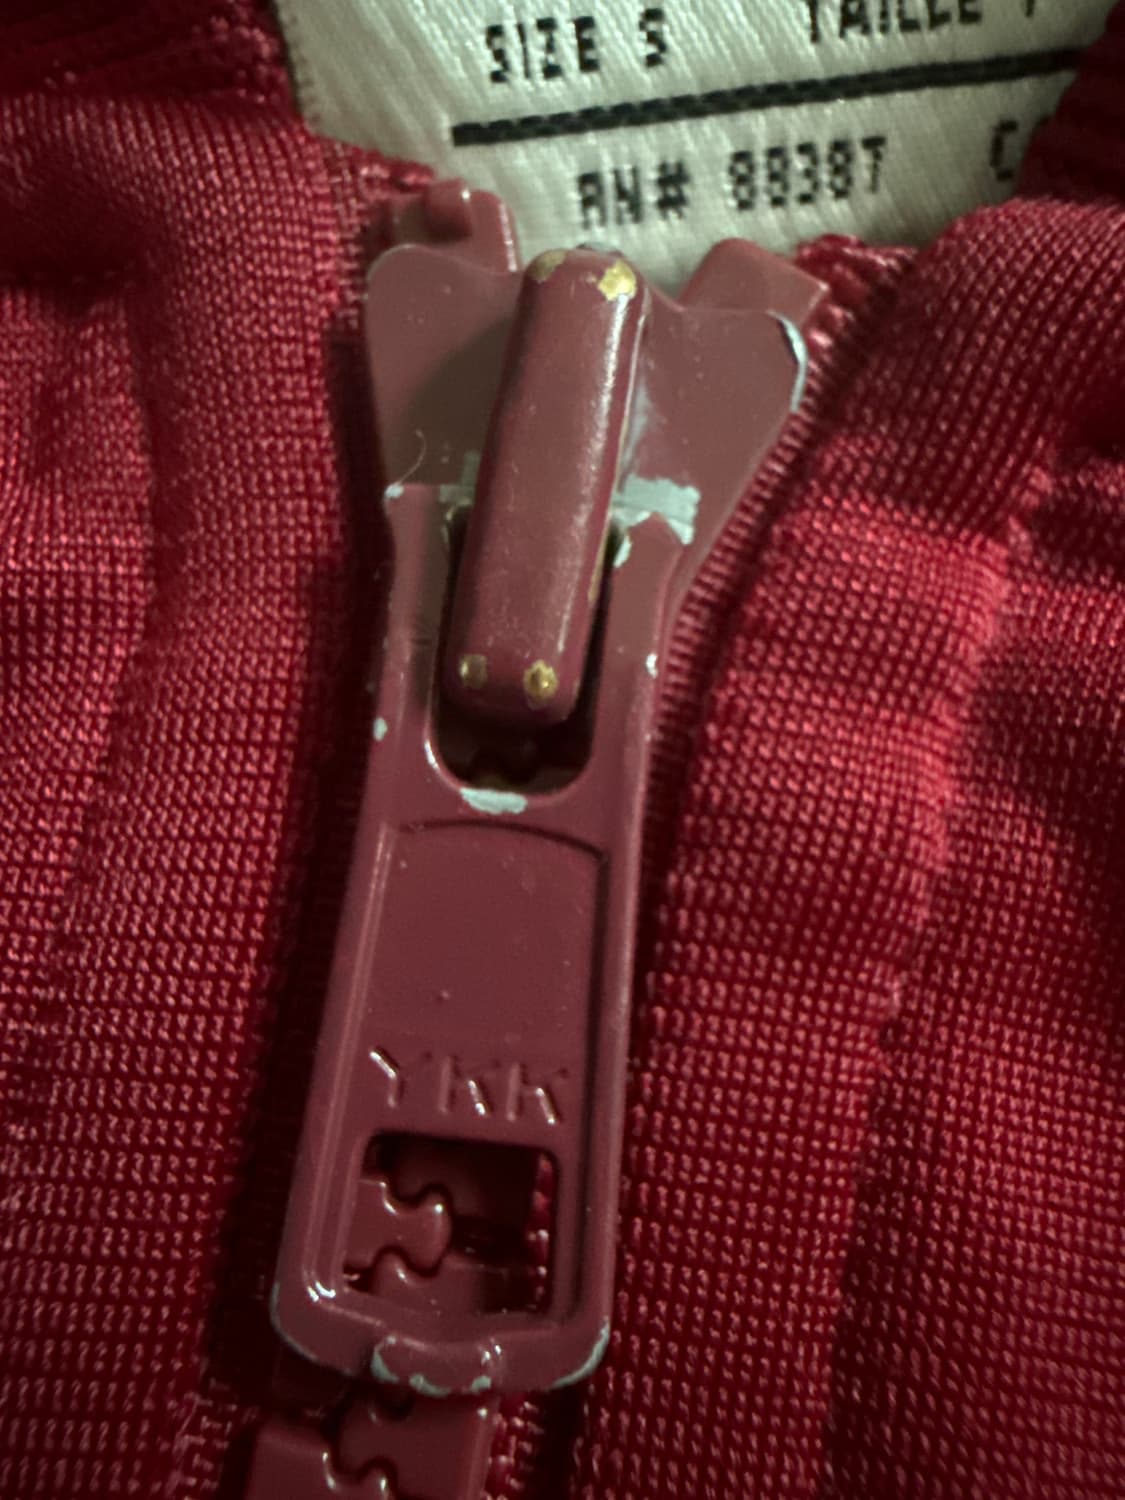 SIZE S TAILLE
RN# 88387
YKK